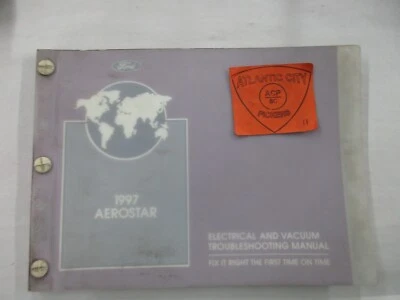 Ford
ATLANTIC CITY
ACP
PICKERS
1997
AEROSTAR
ELECTRICAL AND VACUUM
TROUBLESHOOTING MANUAL
FIX IT RIGHT THE FIRST TIME ON TIME